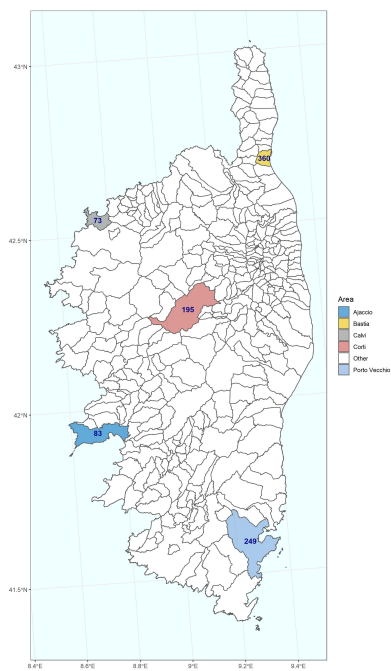 43°N
360
73
42.5°N
195
Area
Ajaccio
Bastia
Calvi
Corti
Other
Porto Vecchio
42°N
83
249
41.5°N
8.4°E 8.6°E 8.8°E 9°E 9.2°E 9.4°E